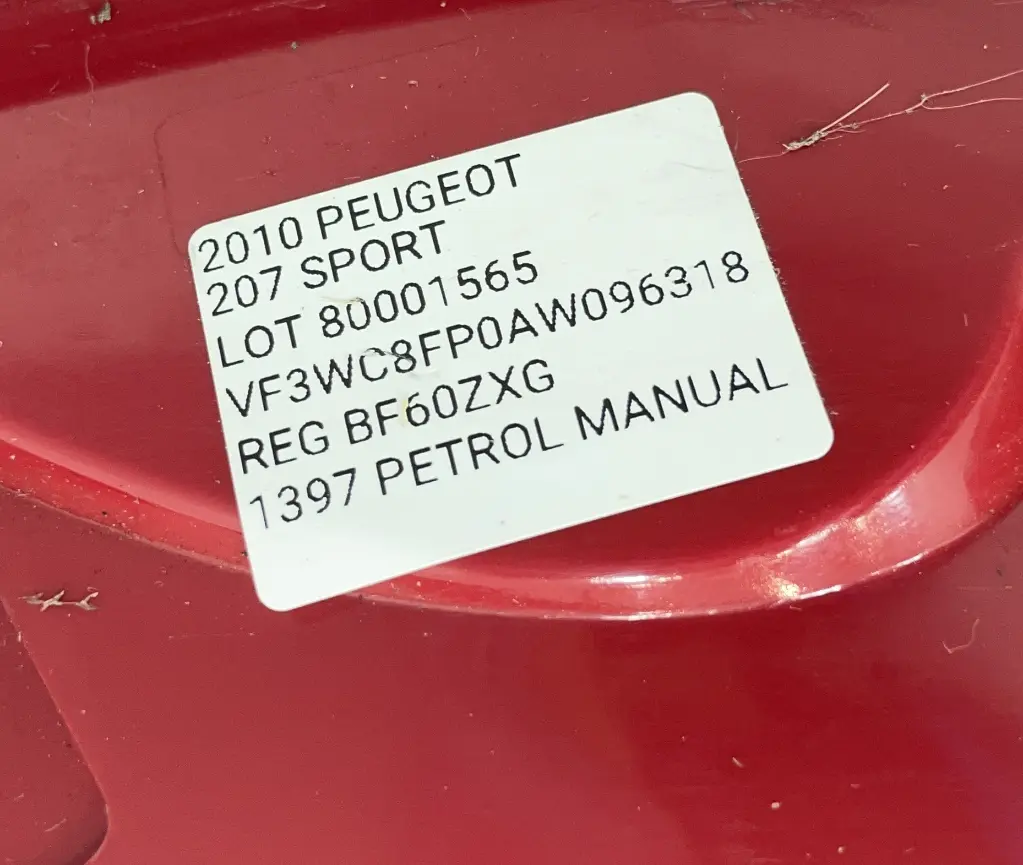 2010 PEUGEOT
207 SPORT
LOT 80001565
VF3WC8FP0AW096318
REG BF60ZXG
1397 PETROL MANUAL